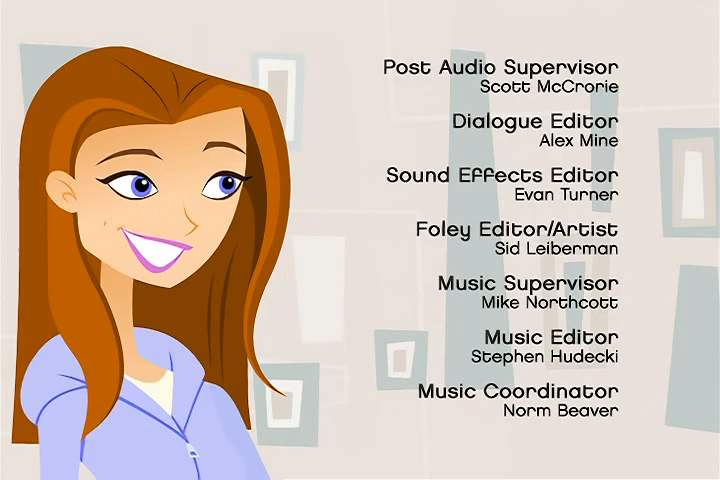 Post Audio Supervisor
Scott McCrorie
Dialogue Editor
Alex Mine
Sound Effects Editor
Evan Turner
Foley Editor/Artist
Sid Leiberman
Music Supervisor
Mike Northcott
Music Editor
Stephen Hudecki
Music Coordinator
Norm Beaver